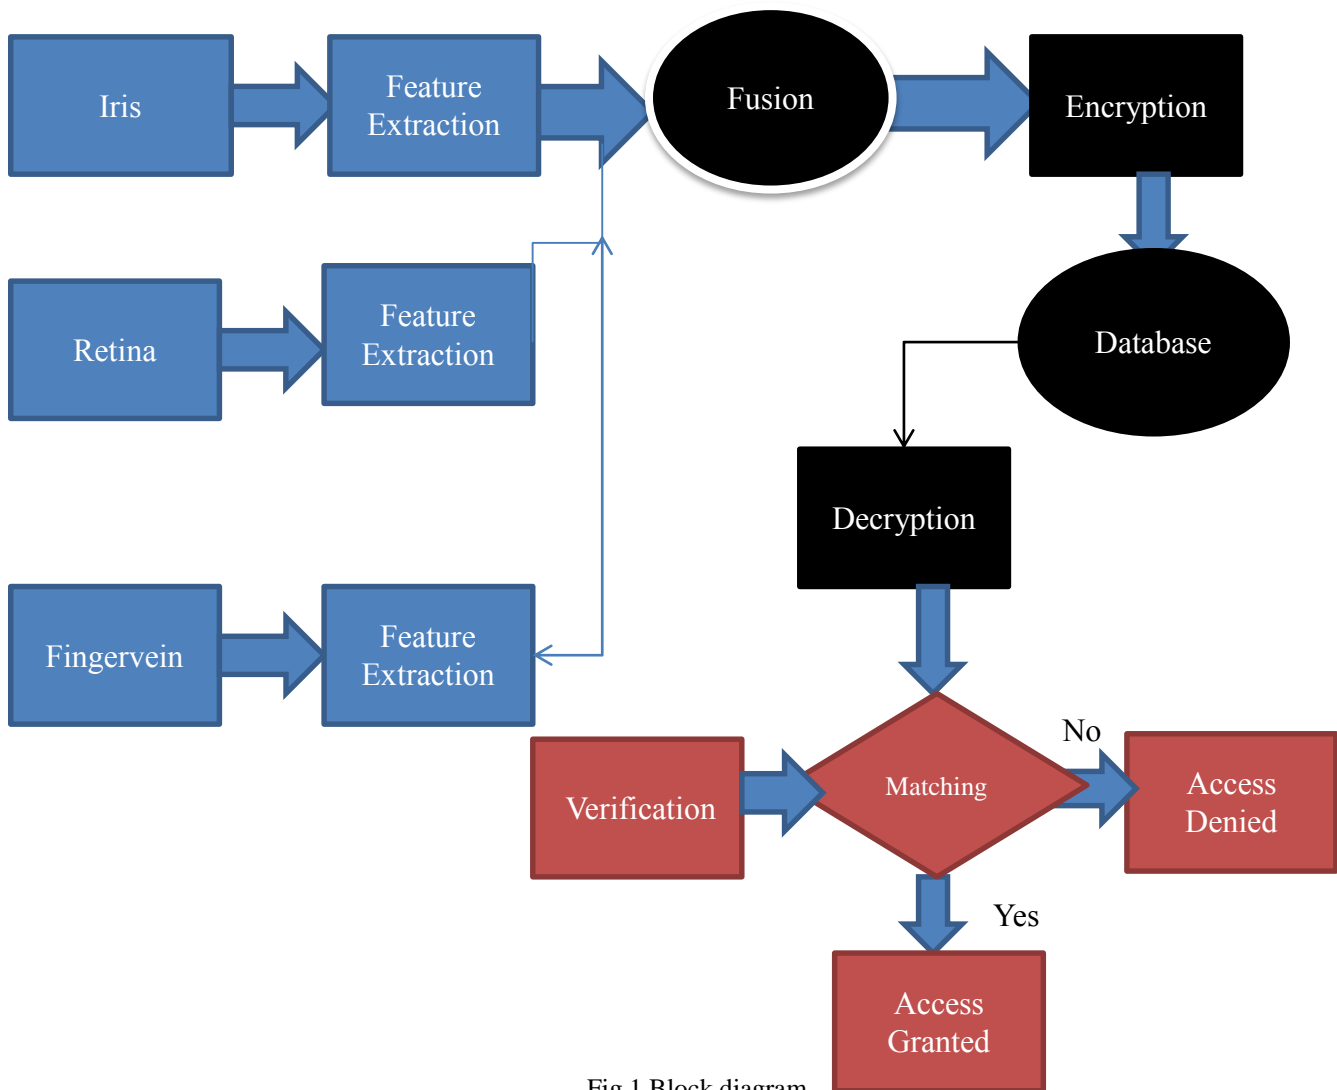 Iris
Feature
Extraction
Fusion
Encryption
Retina
Feature
Extraction
Database
Decryption
Fingervein
Feature
Extraction
Verification
Matching
No
Access
Denied
Yes
Access
Granted
Fig 1 Block diagram